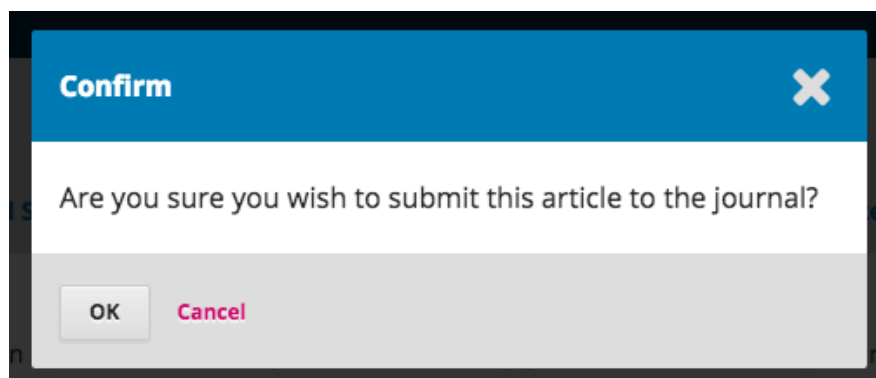 Confirm
Are you sure you wish to submit this article to the journal?
OK Cancel